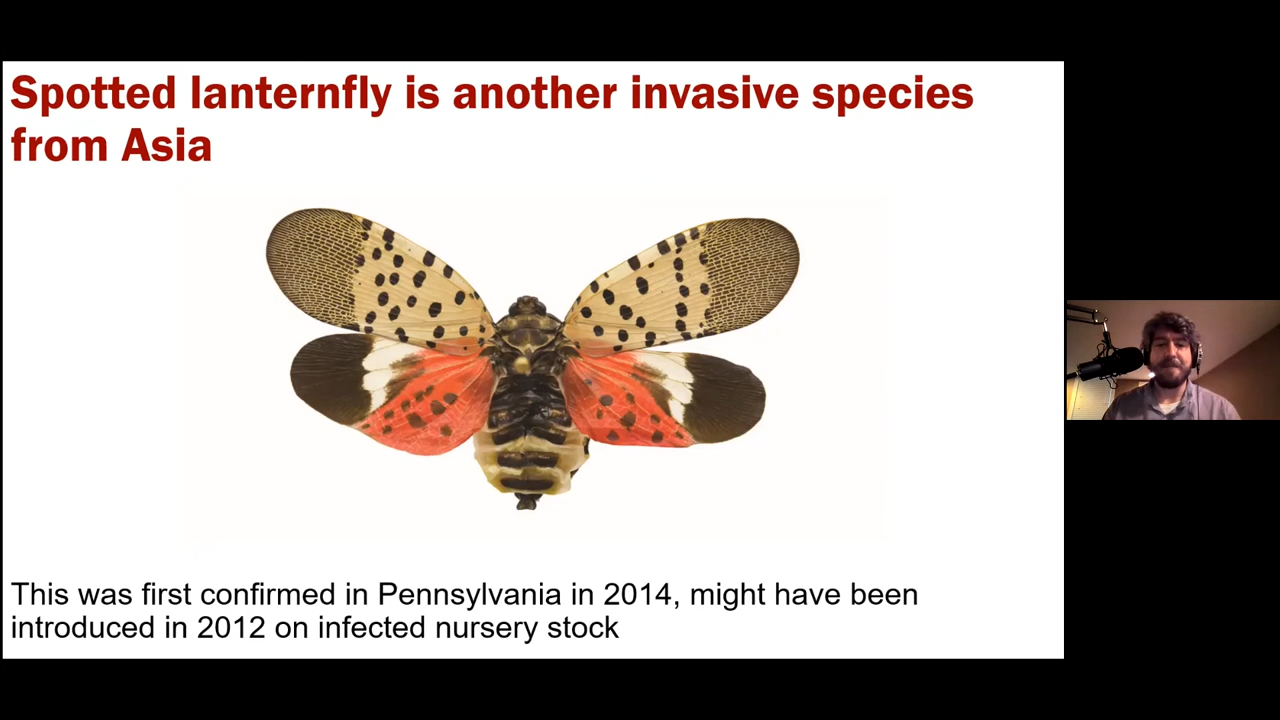 Spotted lanternfly is another invasive species
from Asia
This was first confirmed in Pennsylvania in 2014, might have been
introduced in 2012 on infected nursery stock